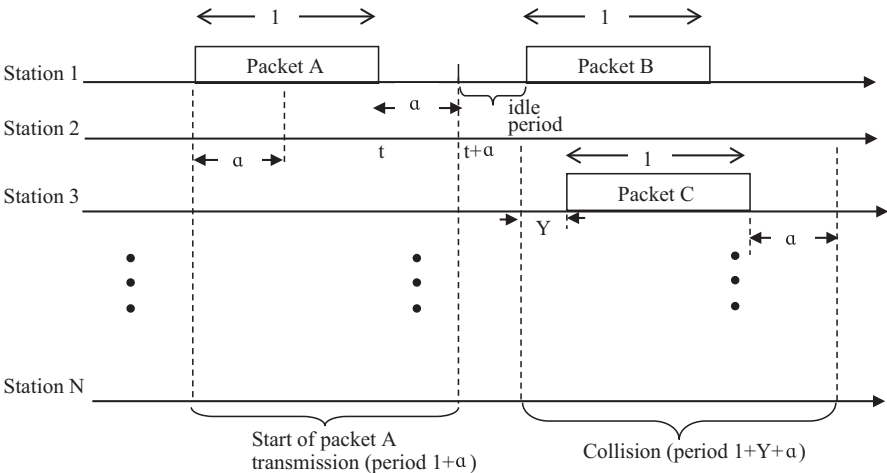 1 1
Station 1 Packet A Packet B
α idle
period
Station 2
α t t+α 1
Station 3 Packet C
Y α
Station N
Start of packet A
transmission (period 1+α)
Collision (period 1+Y+α)